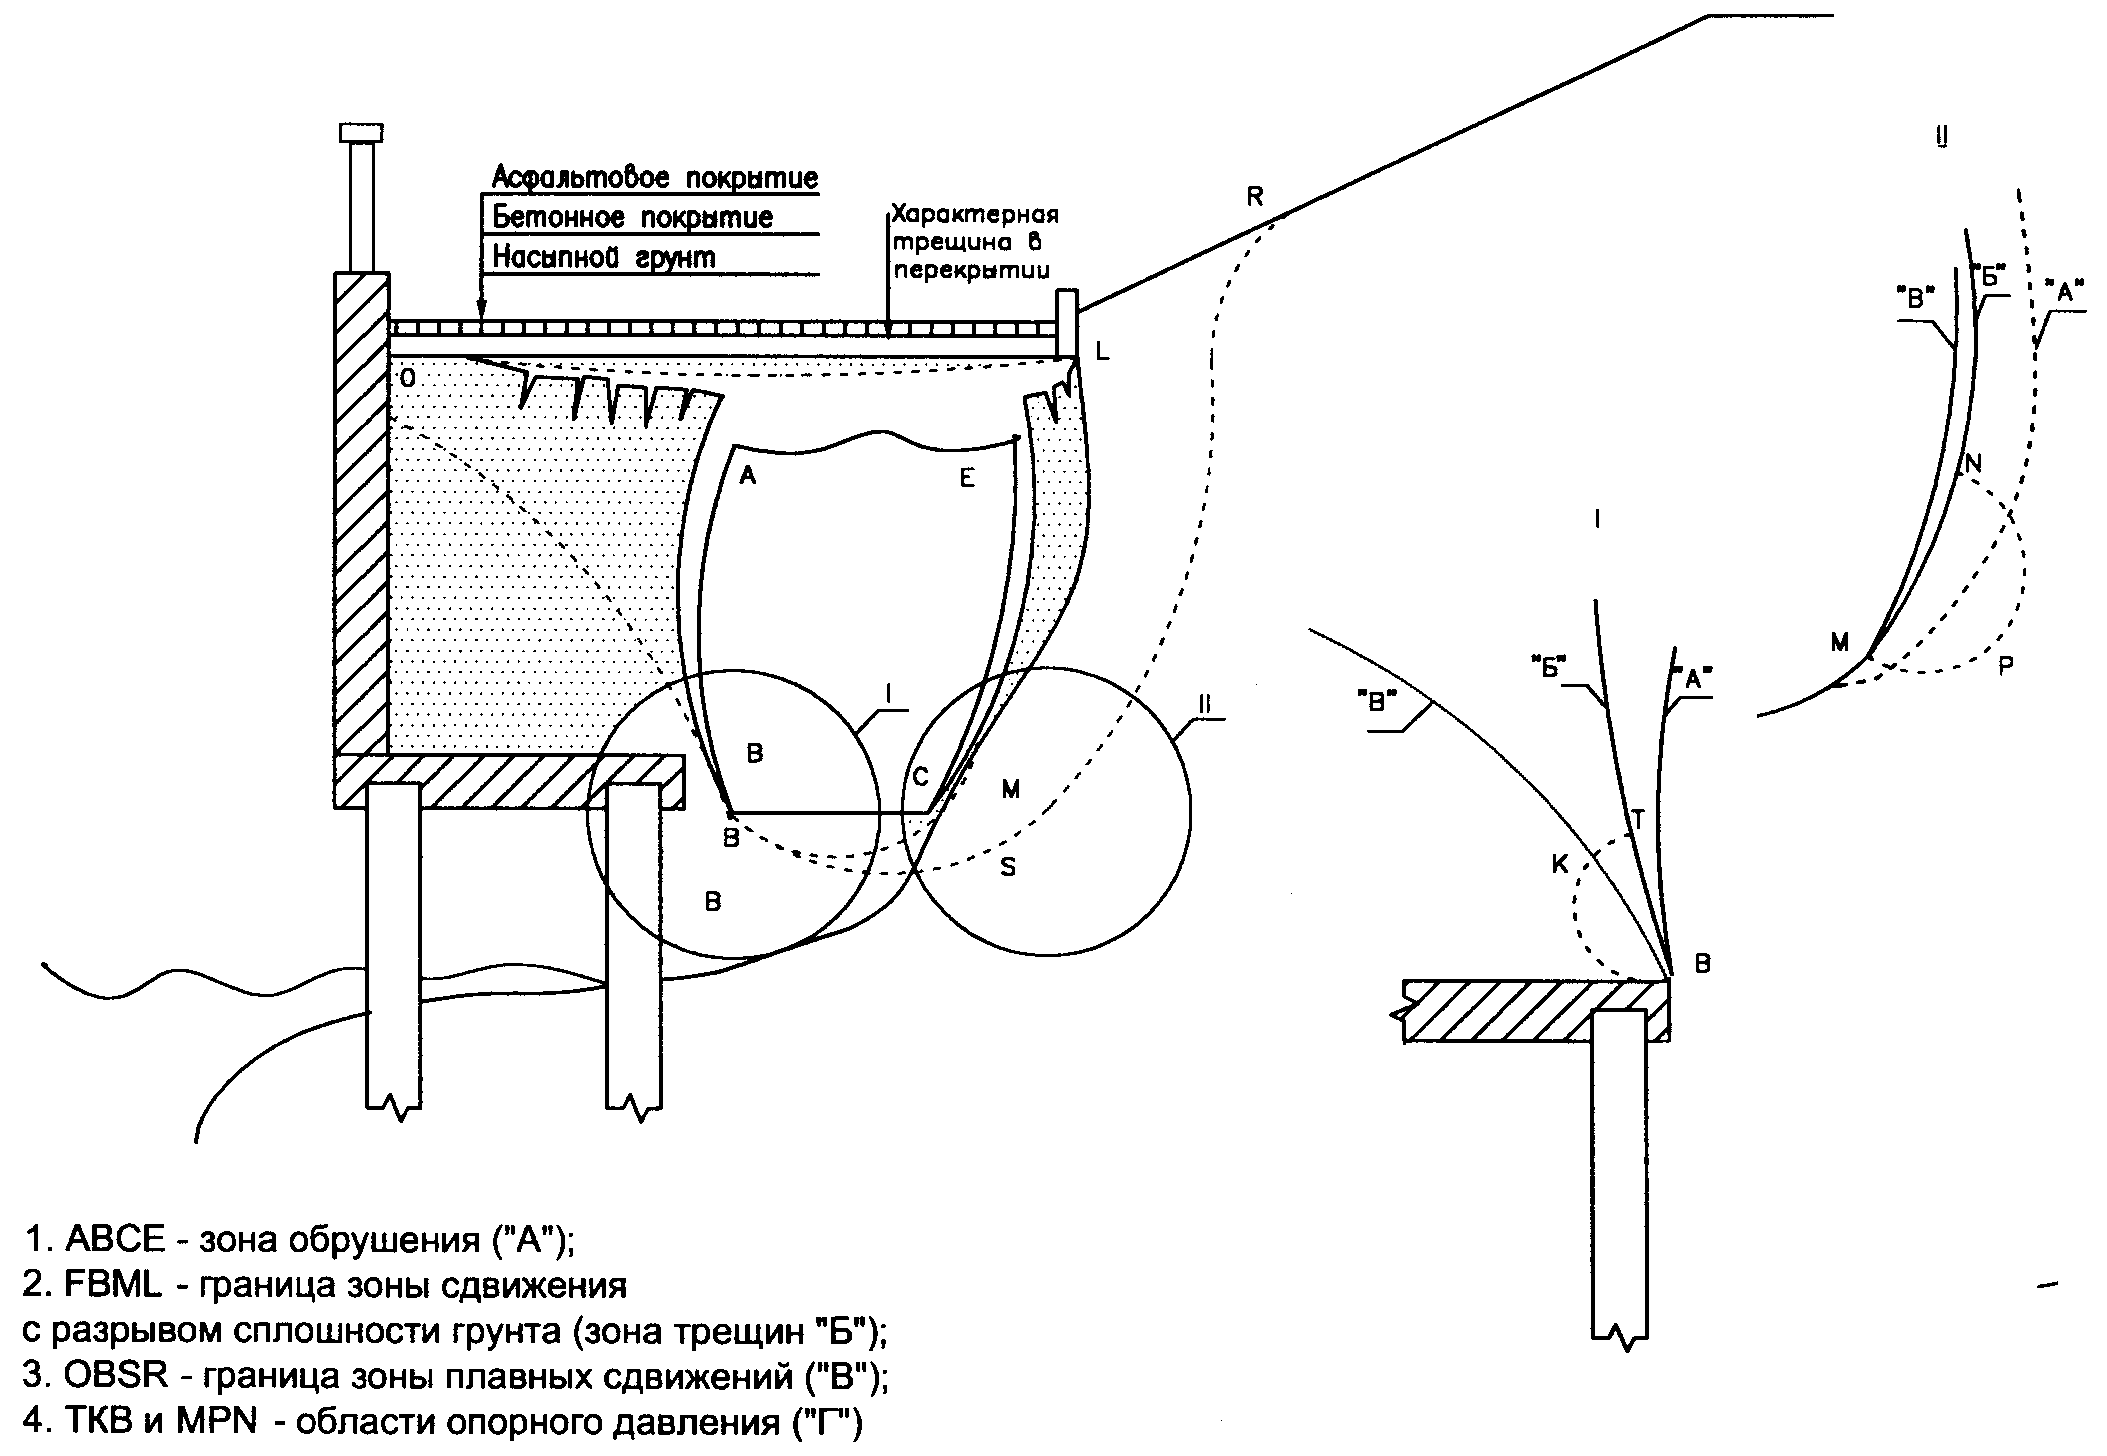 Асфальтовое покрытие
Бетонное покрытие
Насыпной грунт
Характерная
трещина в
перекрытии
R
II
"В"
"Б"
"А"
L
O
A
E
N
I
M
P
"Б"
"А"
"В"
I
II
B
C
M
T
K
B
S
B
B
1. ABCE - зона обрушения ("А");
2. FBML - граница зоны сдвижения
с разрывом сплошности грунта (зона трещин "Б");
3. OBSR - граница зоны плавных сдвижений ("В");
4. ТКВ и MPN - области опорного давления ("Г")